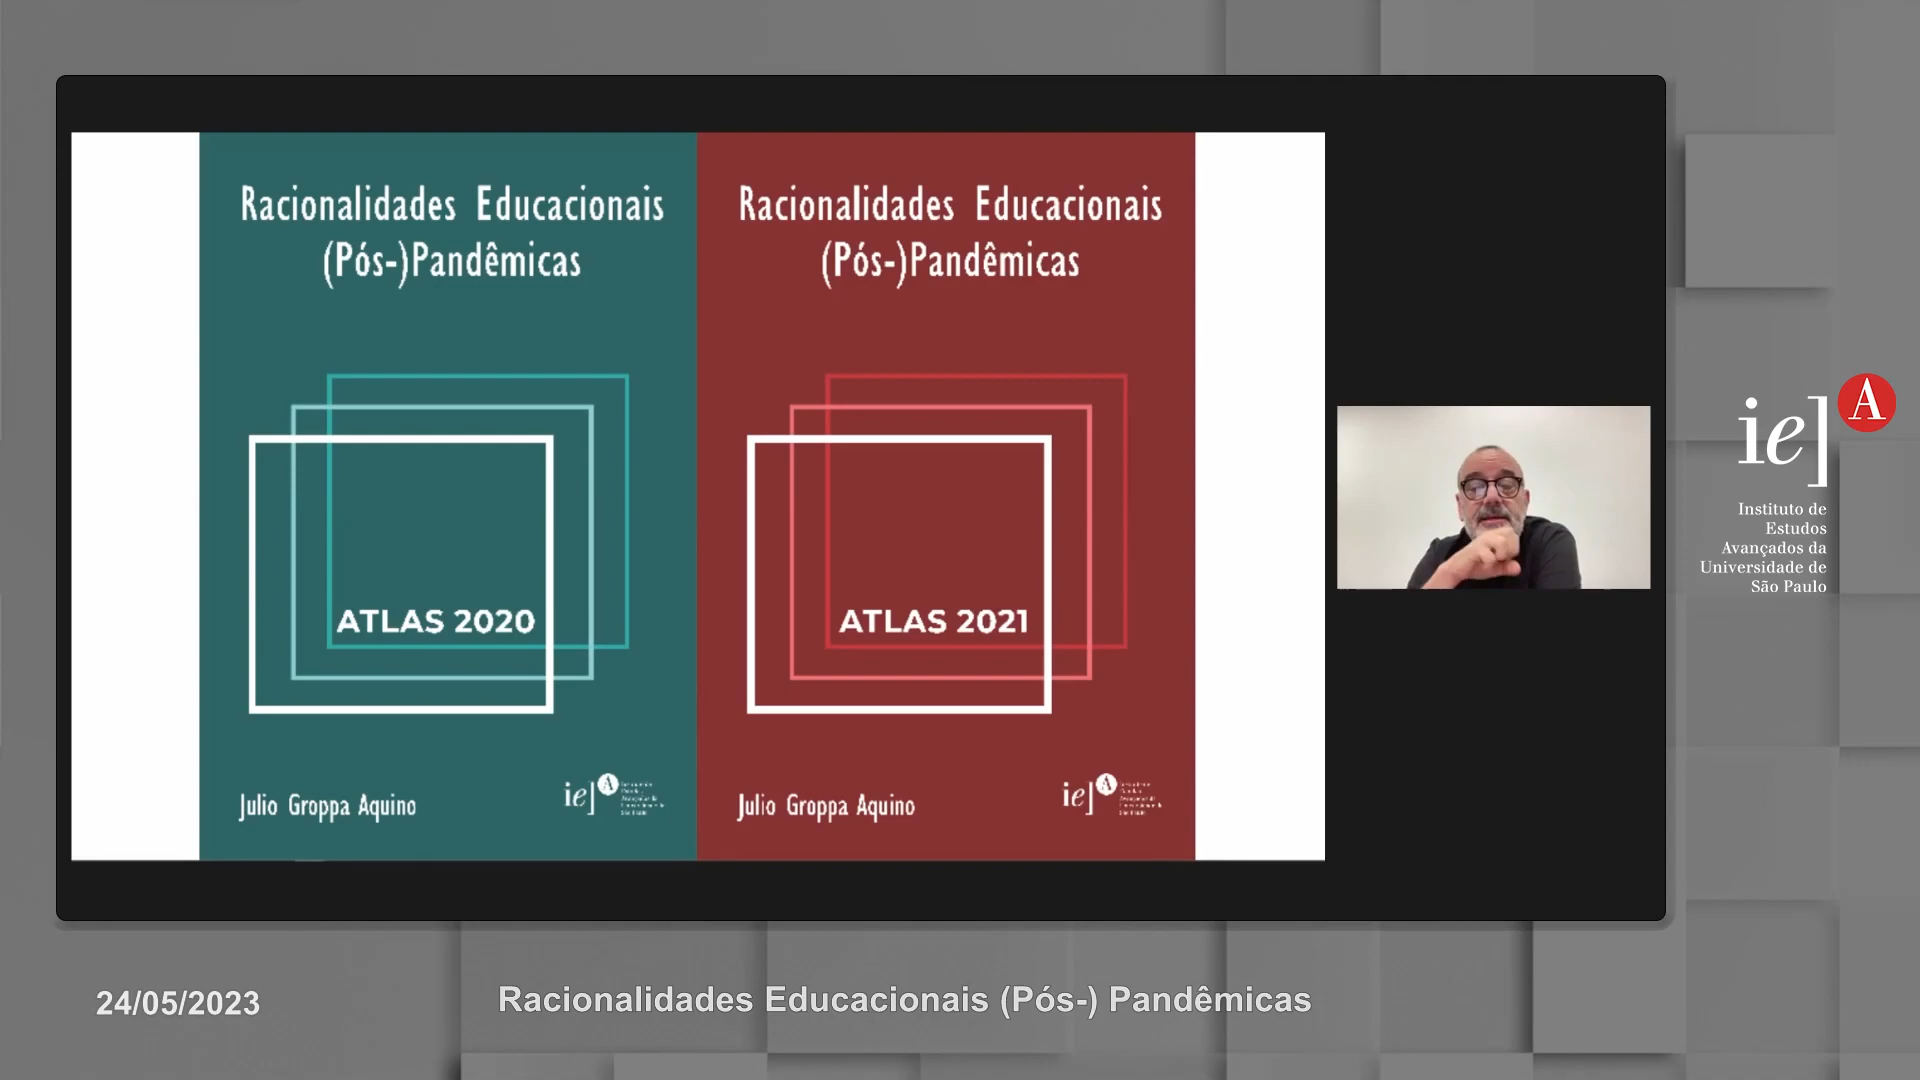 Racionalidades Educacionais
(Pós-)Pandêmicas
ATLAS 2020
Julio Groppa Aquino
ie] A
Racionalidades Educacionais
(Pós-)Pandêmicas
ATLAS 2021
Julio Groppa Aquino
ie] A
ie] A
Instituto de
Estudos
Avançados da
Universidade de
São Paulo
24/05/2023
Racionalidades Educacionais (Pós-) Pandêmicas